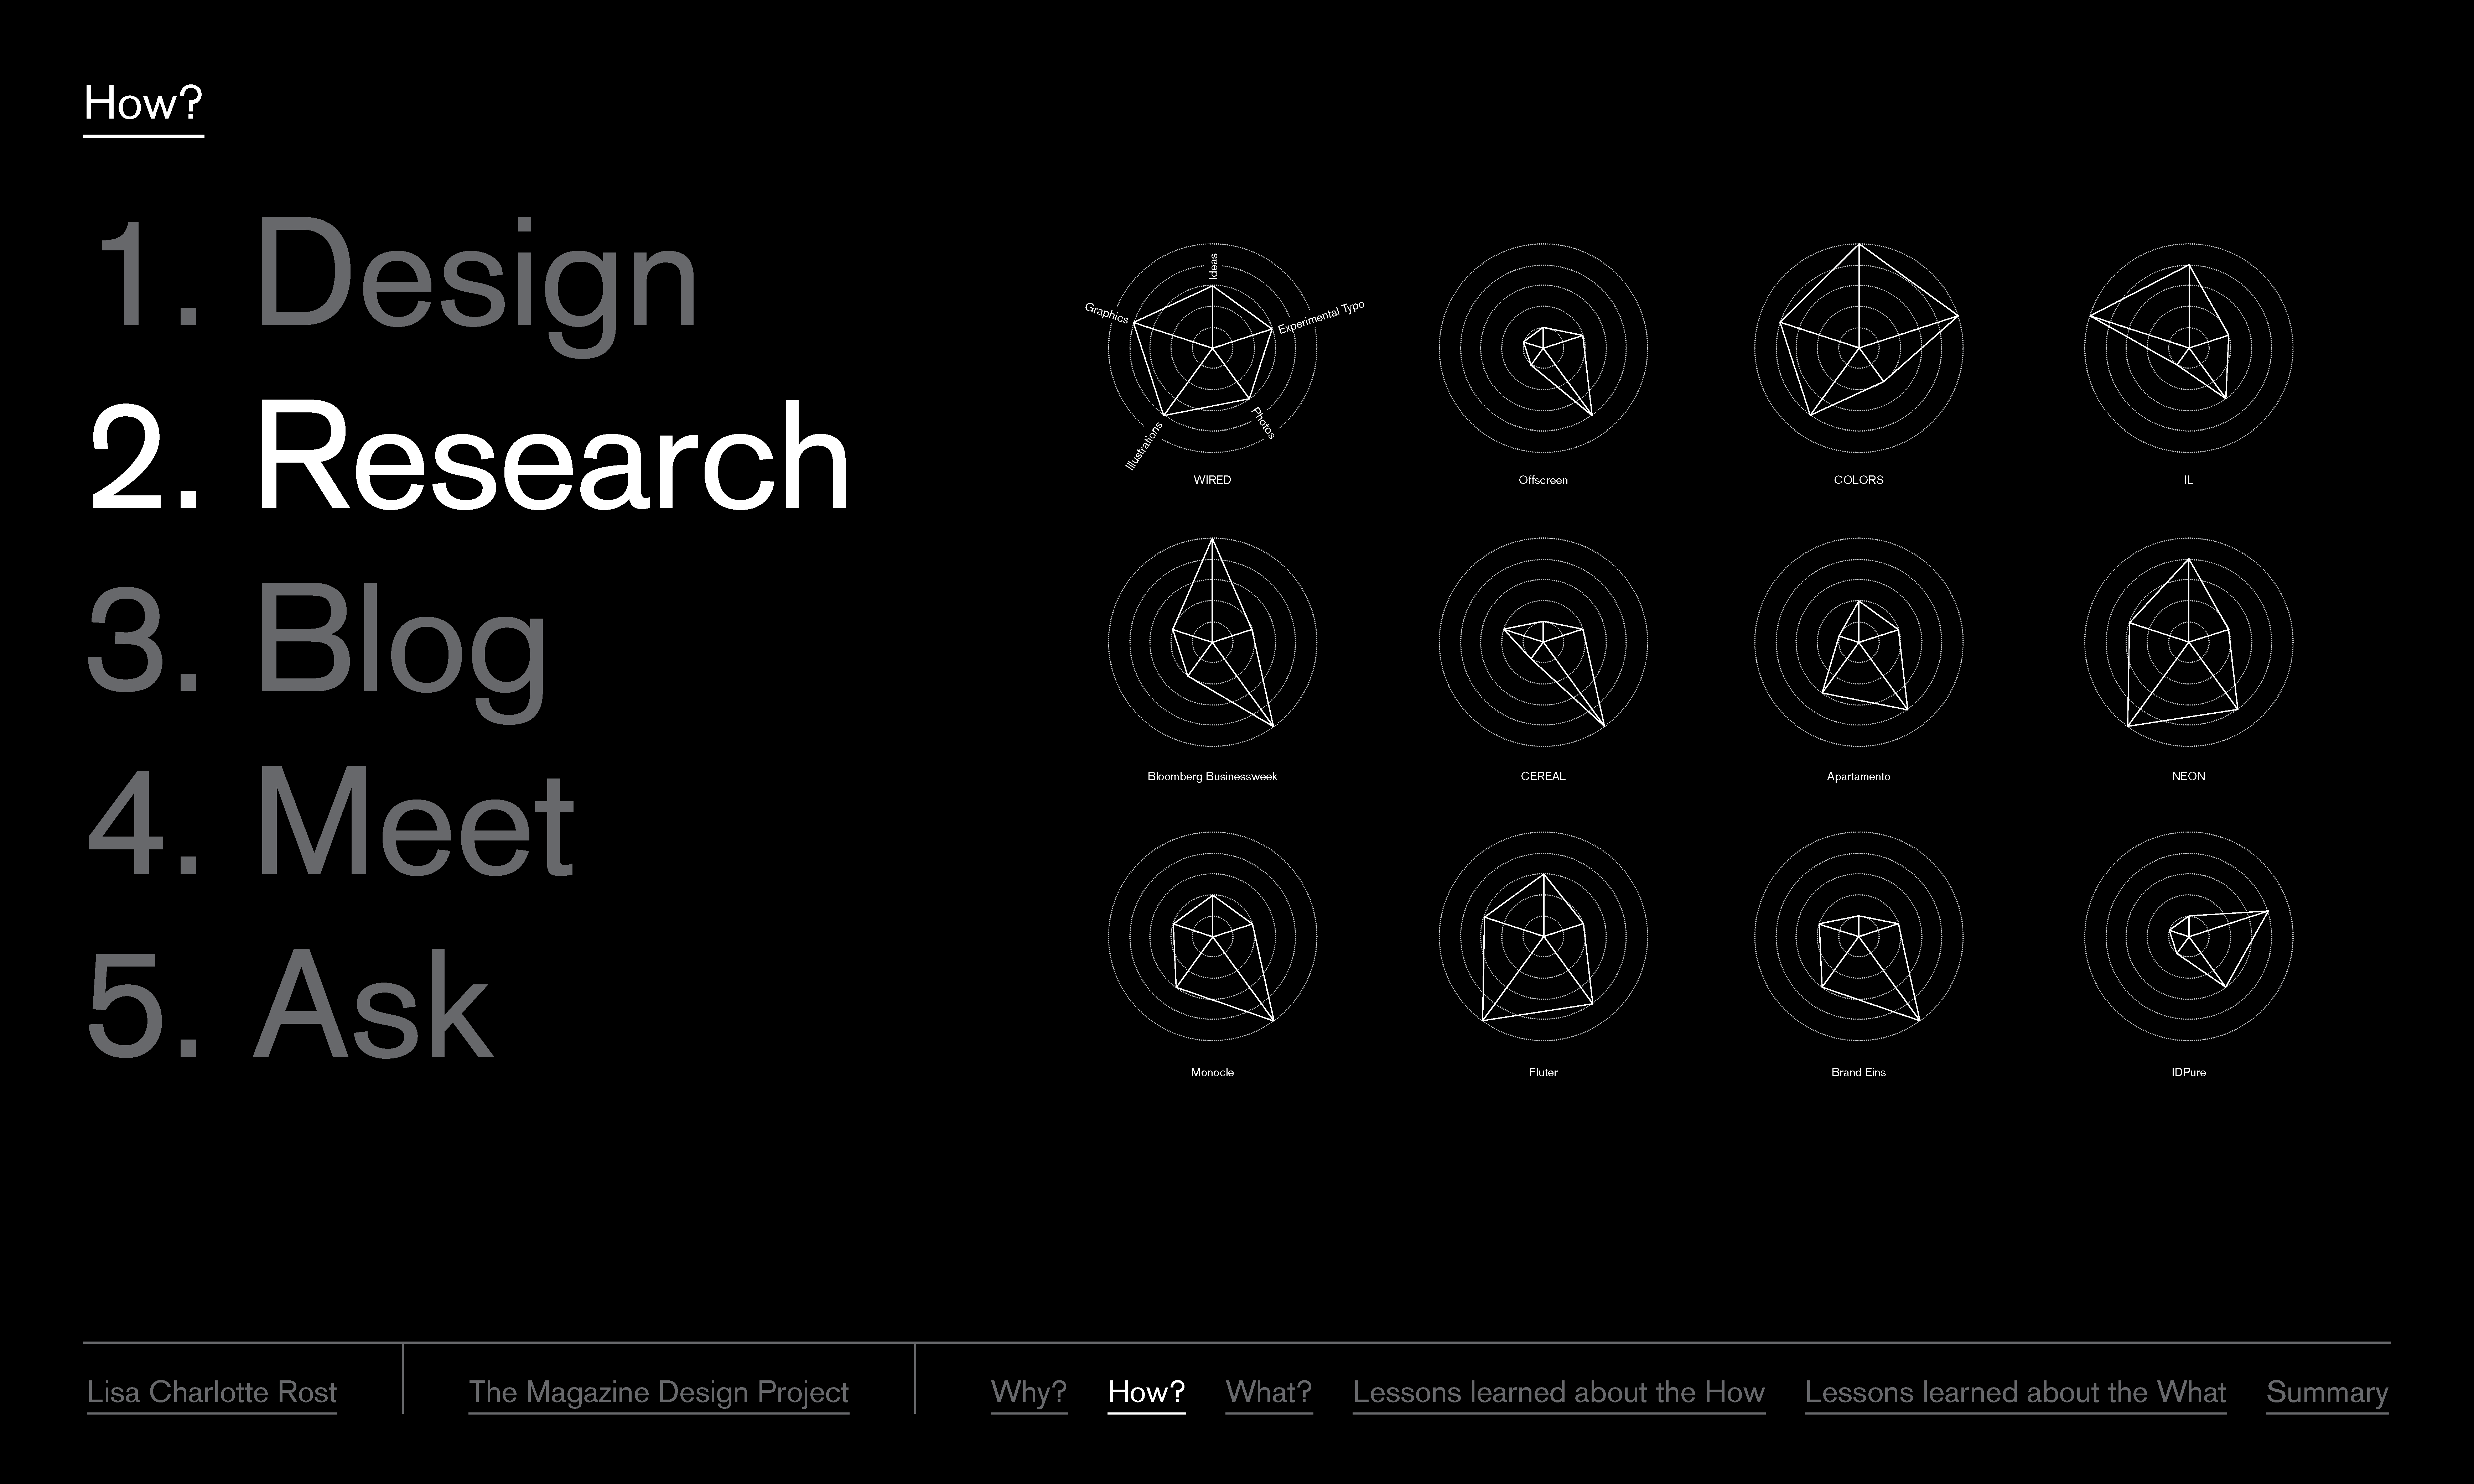 How?
1. Design
2. Research
3. Blog
4. Meet
5. Ask
Ideas
Graphics
Experimental Typo
Illustrations
Photos
WIRED
Offscreen
COLORS
IL
Bloomberg Businessweek
CEREAL
Apartamento
NEON
Monocle
Fluter
Brand Eins
IDPure
Lisa Charlotte Rost
The Magazine Design Project
Why?
How?
What?
Lessons learned about the How
Lessons learned about the What
Summary